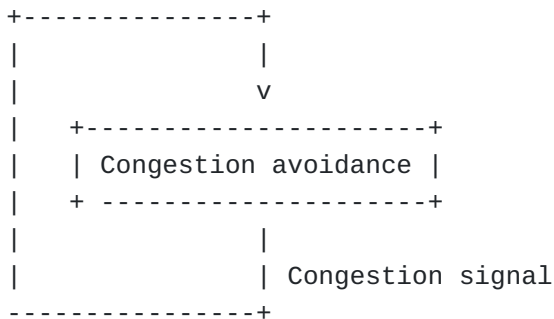 +---------------+
|               |
|               v
|   +----------------------+
|   | Congestion avoidance |
|   + ---------------------+
|               |
|               | Congestion signal
----------------+